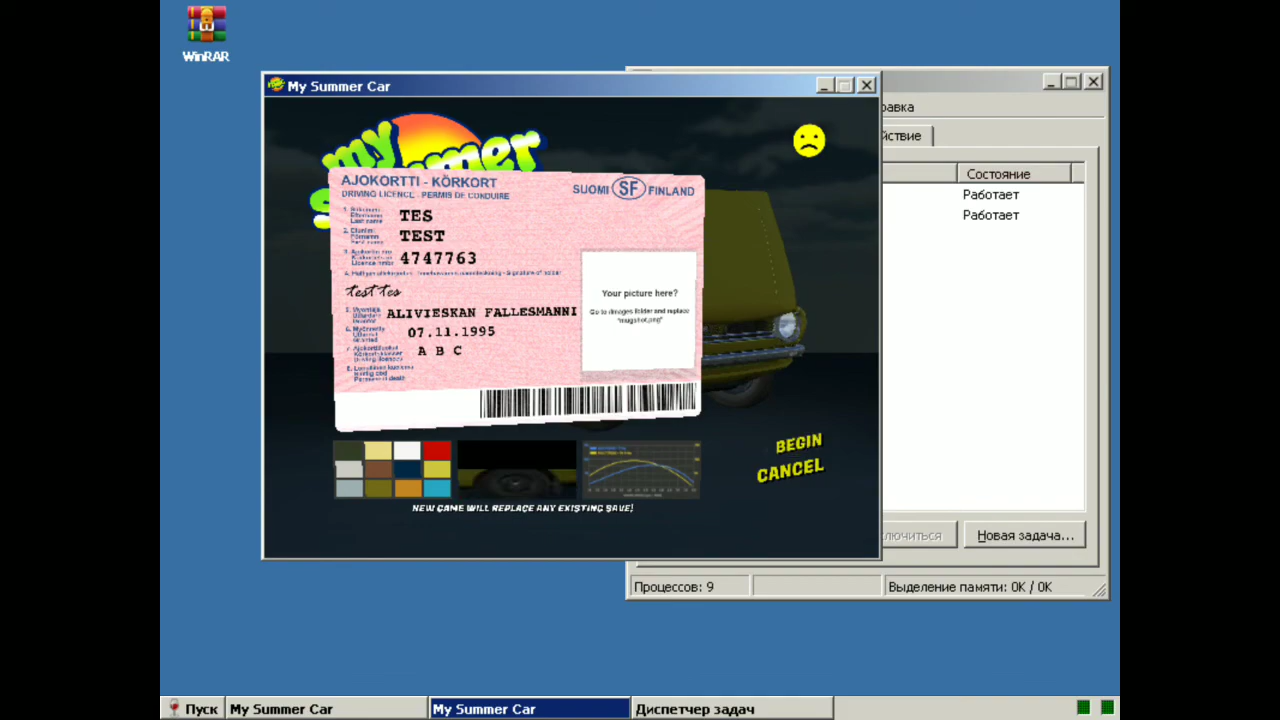 WinRAR
My Summer Car
равка
йствие
Состояние
Работает
Работает
my
summer
AJOKORTTI - KÖRKORT
DRIVING LICENCE - PERMIS DE CONDUIRE
SUOMI SF FINLAND
TES
TEST
4747763
test tes
ALIVIESKAN FALLESMANNI
07.11.1995
A B C
Your picture here?
Go to /images folder and replace
"mugshot.png"
BEGIN
CANCEL
NEW GAME WILL REPLACE ANY EXISTING SAVE!
ключиться
Новая задача...
Процессов: 9
Выделение памяти: 0K / 0K
Пуск
My Summer Car
My Summer Car
Диспетчер задач